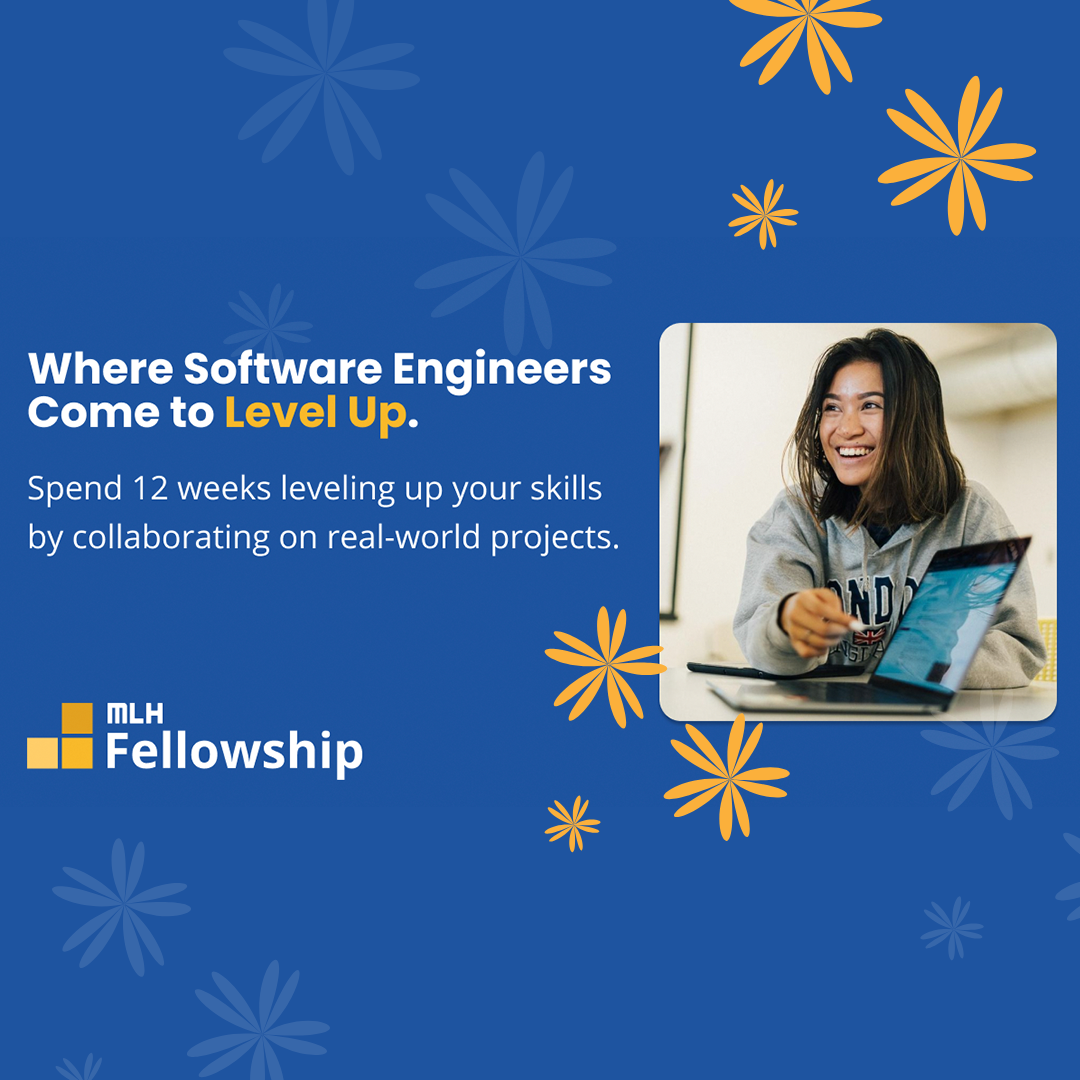 Where Software Engineers
Come to Level Up.
Spend 12 weeks leveling up your skills
by collaborating on real-world projects.
MLH
Fellowship